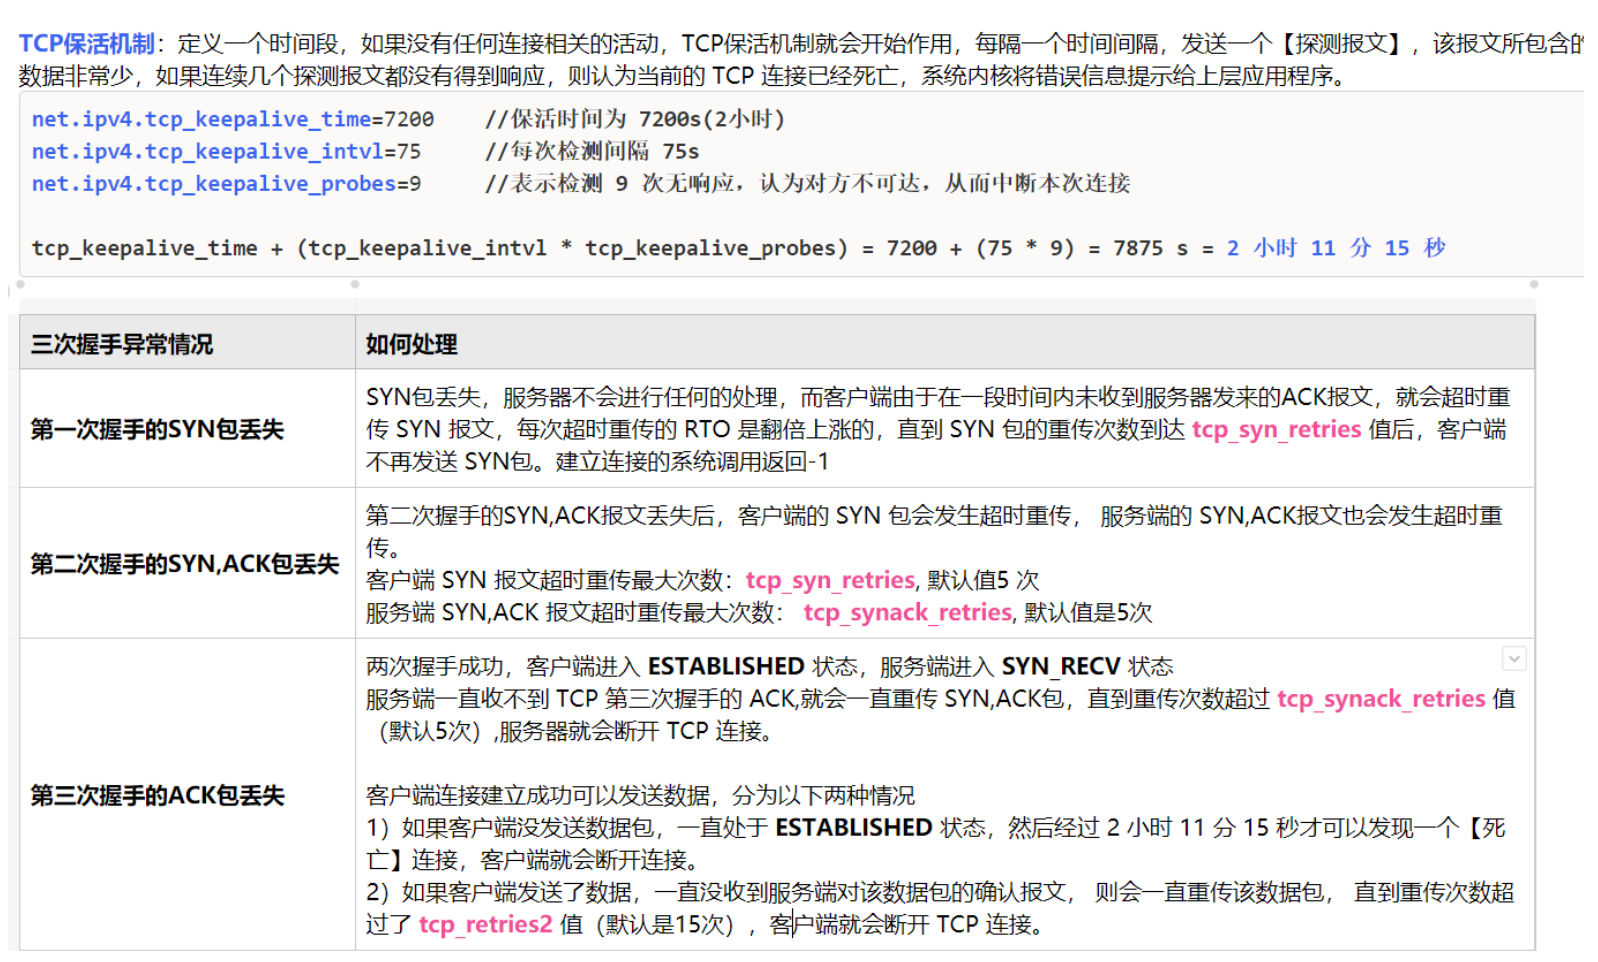 TCP保活机制：定义一个时间段，如果没有任何连接相关的活动，TCP保活机制就会开始作用，每隔一个时间间隔，发送一个【探测报文】，该报文所包含的
数据非常少，如果连续几个探测报文都没有得到响应，则认为当前的 TCP 连接已经死亡，系统内核将错误信息提示给上层应用程序。
net.ipv4.tcp_keepalive_time=7200 //保活时间为 7200s(2小时)
net.ipv4.tcp_keepalive_intvl=75 //每次检测间隔 75s
net.ipv4.tcp_keepalive_probes=9 //表示检测 9 次无响应，认为对方不可达，从而中断本次连接
tcp_keepalive_time + (tcp_keepalive_intvl * tcp_keepalive_probes) = 7200 + (75 * 9) = 7875 s = 2 小时 11 分 15 秒
三次握手异常情况 如何处理
第一次握手的SYN包丢失
SYN包丢失，服务器不会进行任何的处理，而客户端由于在一段时间内未收到服务器发来的ACK报文，就会超时重
传 SYN 报文，每次超时重传的 RTO 是翻倍上涨的，直到 SYN 包的重传次数到达 tcp_syn_retries 值后，客户端
不再发送 SYN包。建立连接的系统调用返回-1
第二次握手的SYN,ACK包丢失
第二次握手的SYN,ACK报文丢失后，客户端的 SYN 包会发生超时重传， 服务端的 SYN,ACK报文也会发生超时重
传。
客户端 SYN 报文超时重传最大次数：tcp_syn_retries, 默认值5 次
服务端 SYN,ACK 报文超时重传最大次数： tcp_synack_retries, 默认值是5次
第三次握手的ACK包丢失
两次握手成功，客户端进入 ESTABLISHED 状态，服务端进入 SYN_RECV 状态
服务端一直收不到 TCP 第三次握手的 ACK,就会一直重传 SYN,ACK包，直到重传次数超过 tcp_synack_retries 值
（默认5次）,服务器就会断开 TCP 连接。
客户端连接建立成功可以发送数据，分为以下两种情况
1）如果客户端没发送数据包，一直处于 ESTABLISHED 状态，然后经过 2 小时 11 分 15 秒才可以发现一个【死
亡】连接，客户端就会断开连接。
2）如果客户端发送了数据，一直没收到服务端对该数据包的确认报文， 则会一直重传该数据包， 直到重传次数超
过了 tcp_retries2 值（默认是15次），客户端就会断开 TCP 连接。